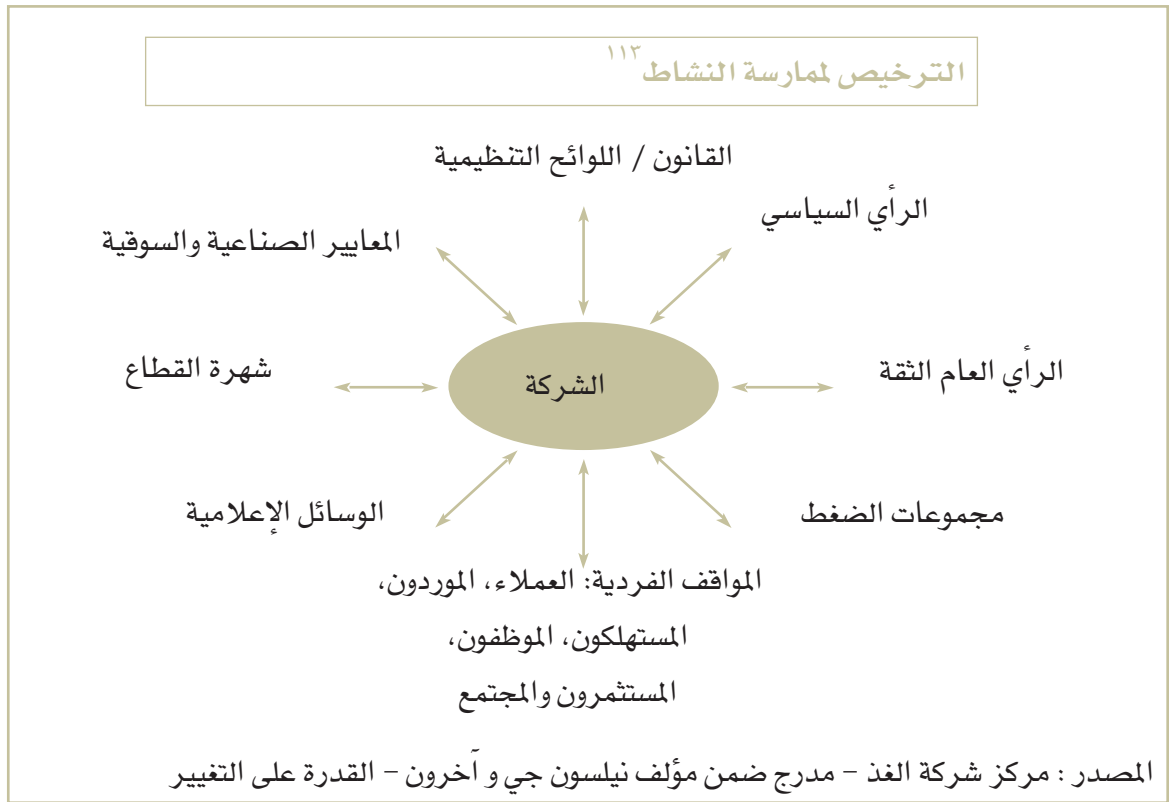 الترخيص لممارسة النشاط ١١٣
القانون / اللوائح التنظيمية
الرأي السياسي
المعايير الصناعية والسوقية
الرأي العام الثقة
الشركة
شهرة القطاع
مجموعات الضغط
الوسائل الإعلامية
المواقف الفردية: العملاء، الموردون،
المستهلكون، الموظفون،
المستثمرون والمجتمع
المصدر : مركز شركة الغذ – مدرج ضمن مؤلف نيلسون جي و آخرون – القدرة على التغيير